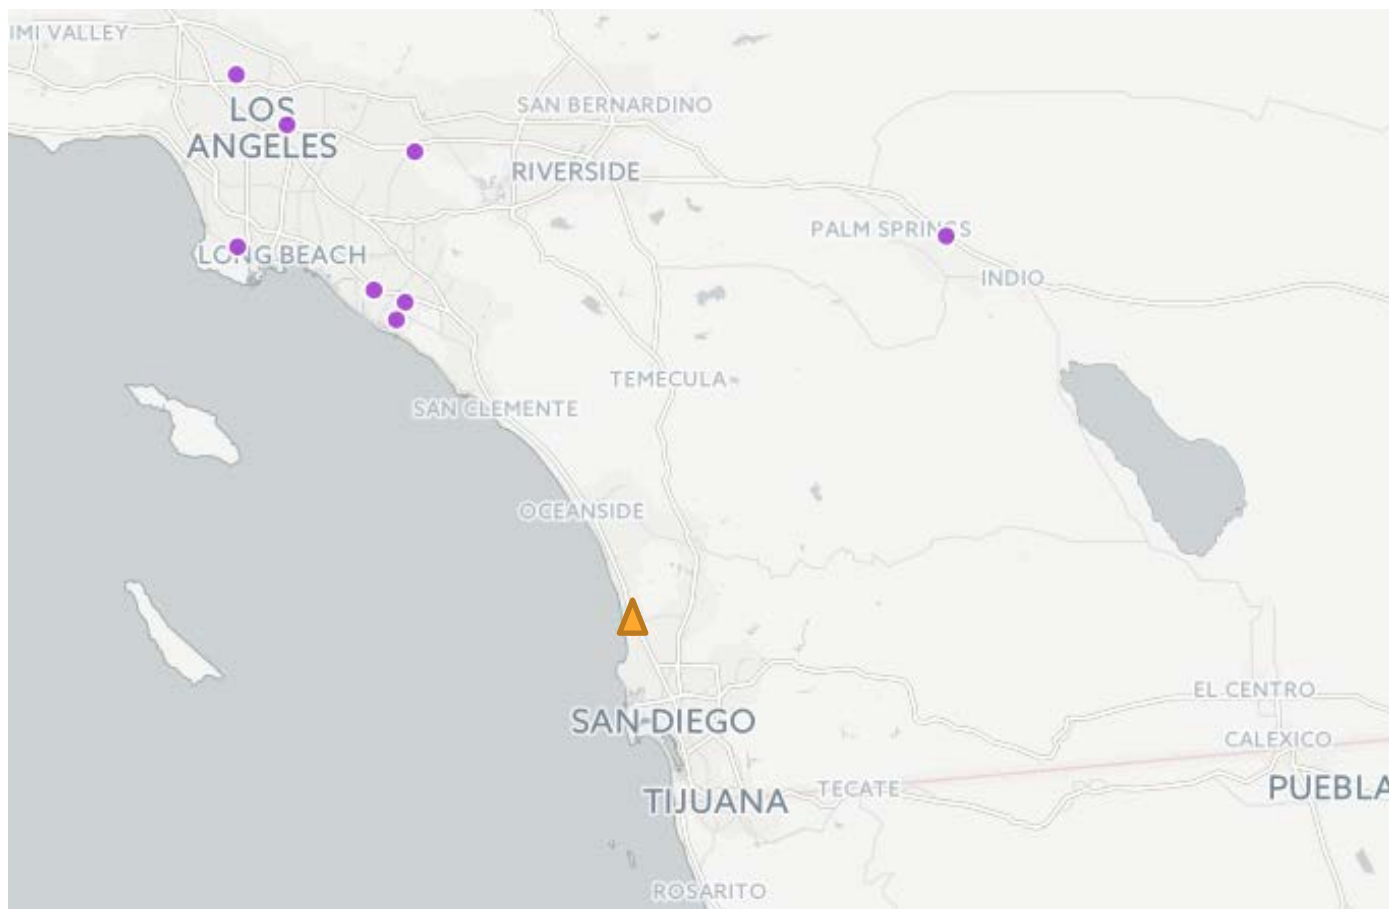 IMI VALLEY
LOS
ANGELES
SAN BERNARDINO
RIVERSIDE
LONG BEACH
PALM SPRINGS
INDIO
TEMECULA
SAN CLEMENTE
OCEANSIDE
SAN DIEGO
EL CENTRO
CALEXICO
TIJUANA
TECATE
PUEBLA
ROSARITO